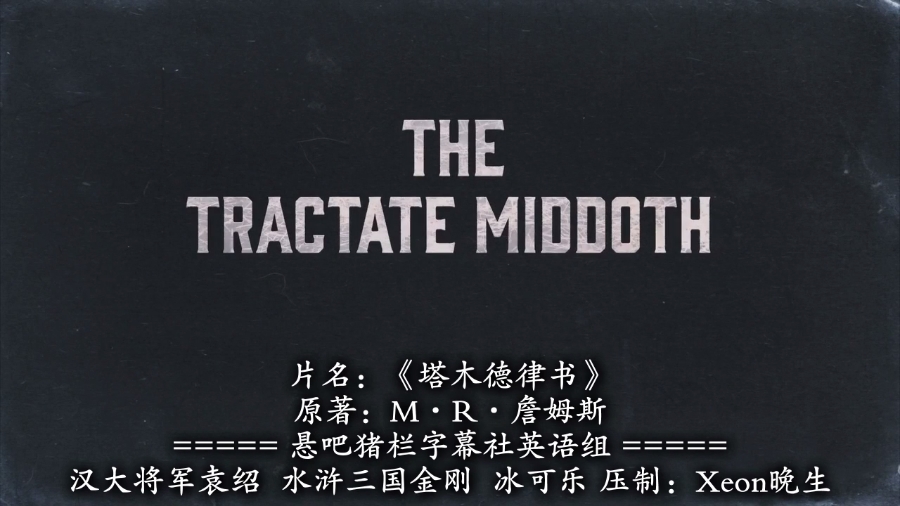 THE
TRACTATE MIDDOTH
片名：《塔木德律书》
原著：M·R·詹姆斯
===== 悬吧猪栏字幕社英语组 =====
汉大将军袁绍 水浒三国金刚 冰可乐 压制：Xeon晚生